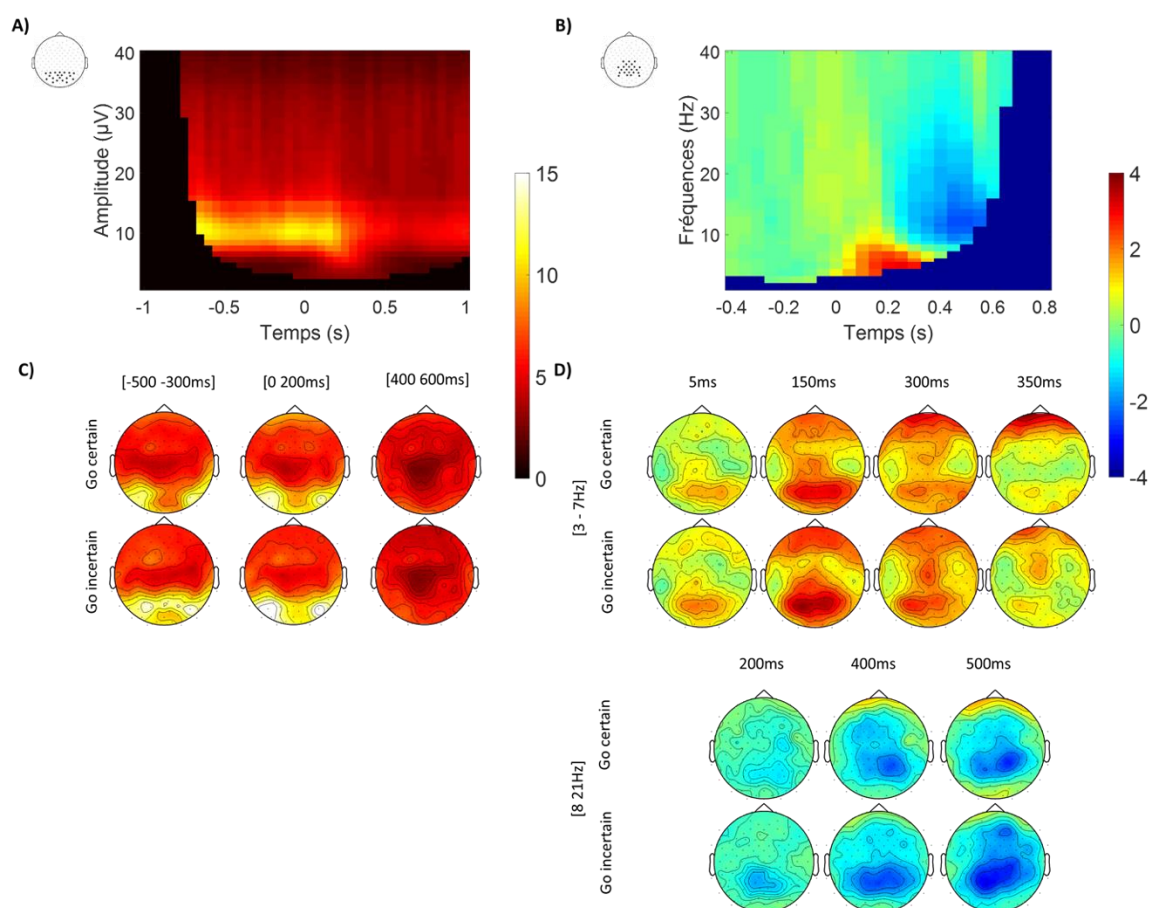 A)
40
30
20
10
Amplitude (µV)
-1 -0.5 0 0.5 1
Temps (s)
15
10
5
0
B)
40
30
20
10
Fréquences (Hz)
-0.4 -0.2 0 0.2 0.4 0.6 0.8
Temps (s)
4
2
0
-2
-4
C)
[-500 -300ms] [0 200ms] [400 600ms]
Go certain
Go incertain
D)
5ms 150ms 300ms 350ms
[3 - 7Hz]
Go certain
Go incertain
200ms 400ms 500ms
[8 21Hz]
Go certain
Go incertain